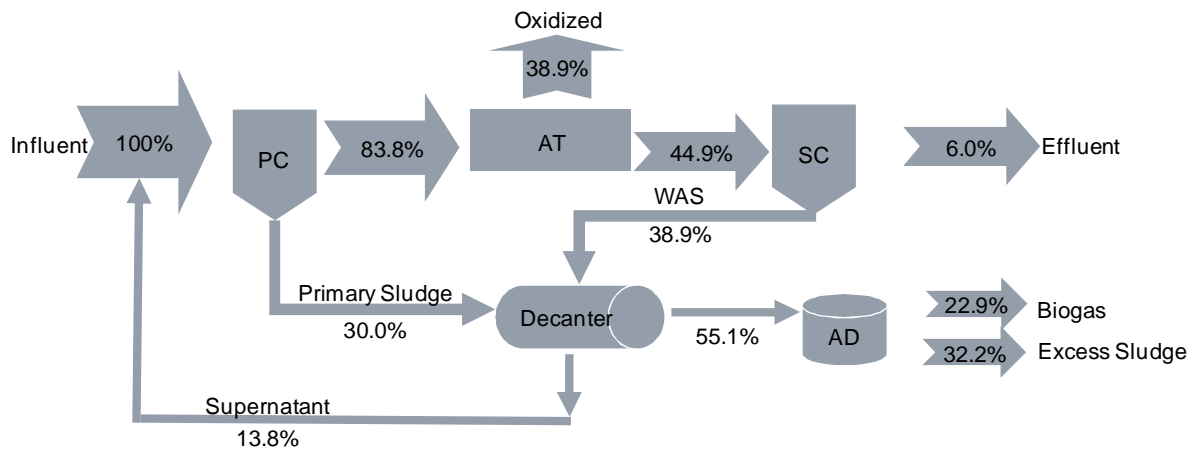 Oxidized
38.9%
Influent
100%
PC
83.8%
AT
44.9%
SC
6.0%
Effluent
WAS
38.9%
Primary Sludge
30.0%
Decanter
55.1%
AD
22.9%
Biogas
32.2%
Excess Sludge
Supernatant
13.8%